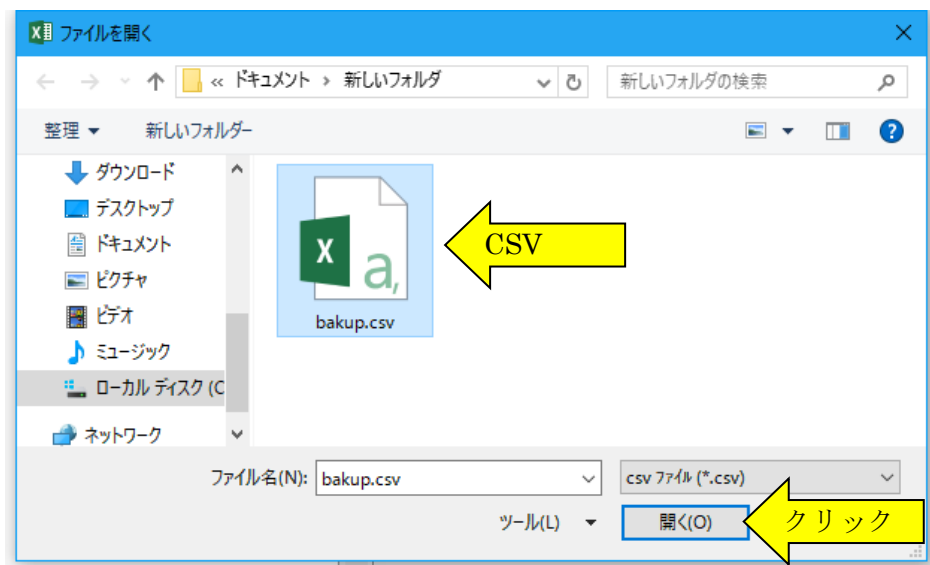 ファイルを開く
« ドキュメント › 新しいフォルダ
新しいフォルダの検索
整理
新しいフォルダー
ダウンロード
デスクトップ
ドキュメント
ピクチャ
ビデオ
ミュージック
ローカル ディスク (C
ネットワーク
X
a,
bakup.csv
CSV
ファイル名(N):
bakup.csv
csv ファイル (*.csv)
ツール(L)
開く(O)
クリック